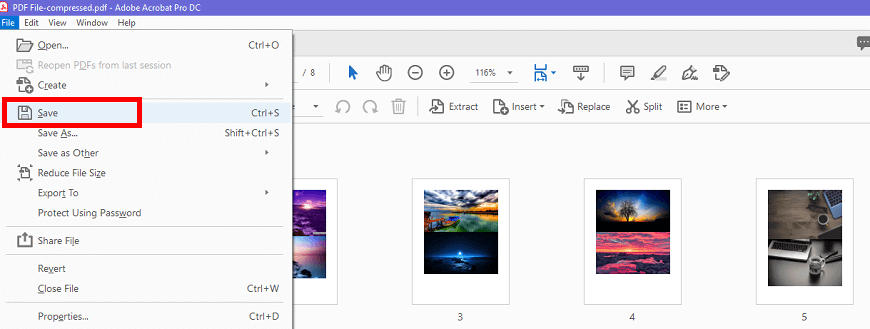 PDF File-compressed.pdf - Adobe Acrobat Pro DC
File Edit View Window Help
Open... Ctrl+O
Reopen PDFs from last session
Create
Save Ctrl+S
Save As... Shift+Ctrl+S
Save as Other
Reduce File Size
Export To
Protect Using Password
Share File
Revert
Close File Ctrl+W
Properties... Ctrl+D
/ 8 116%
Extract Insert Replace Split More
3 4 5